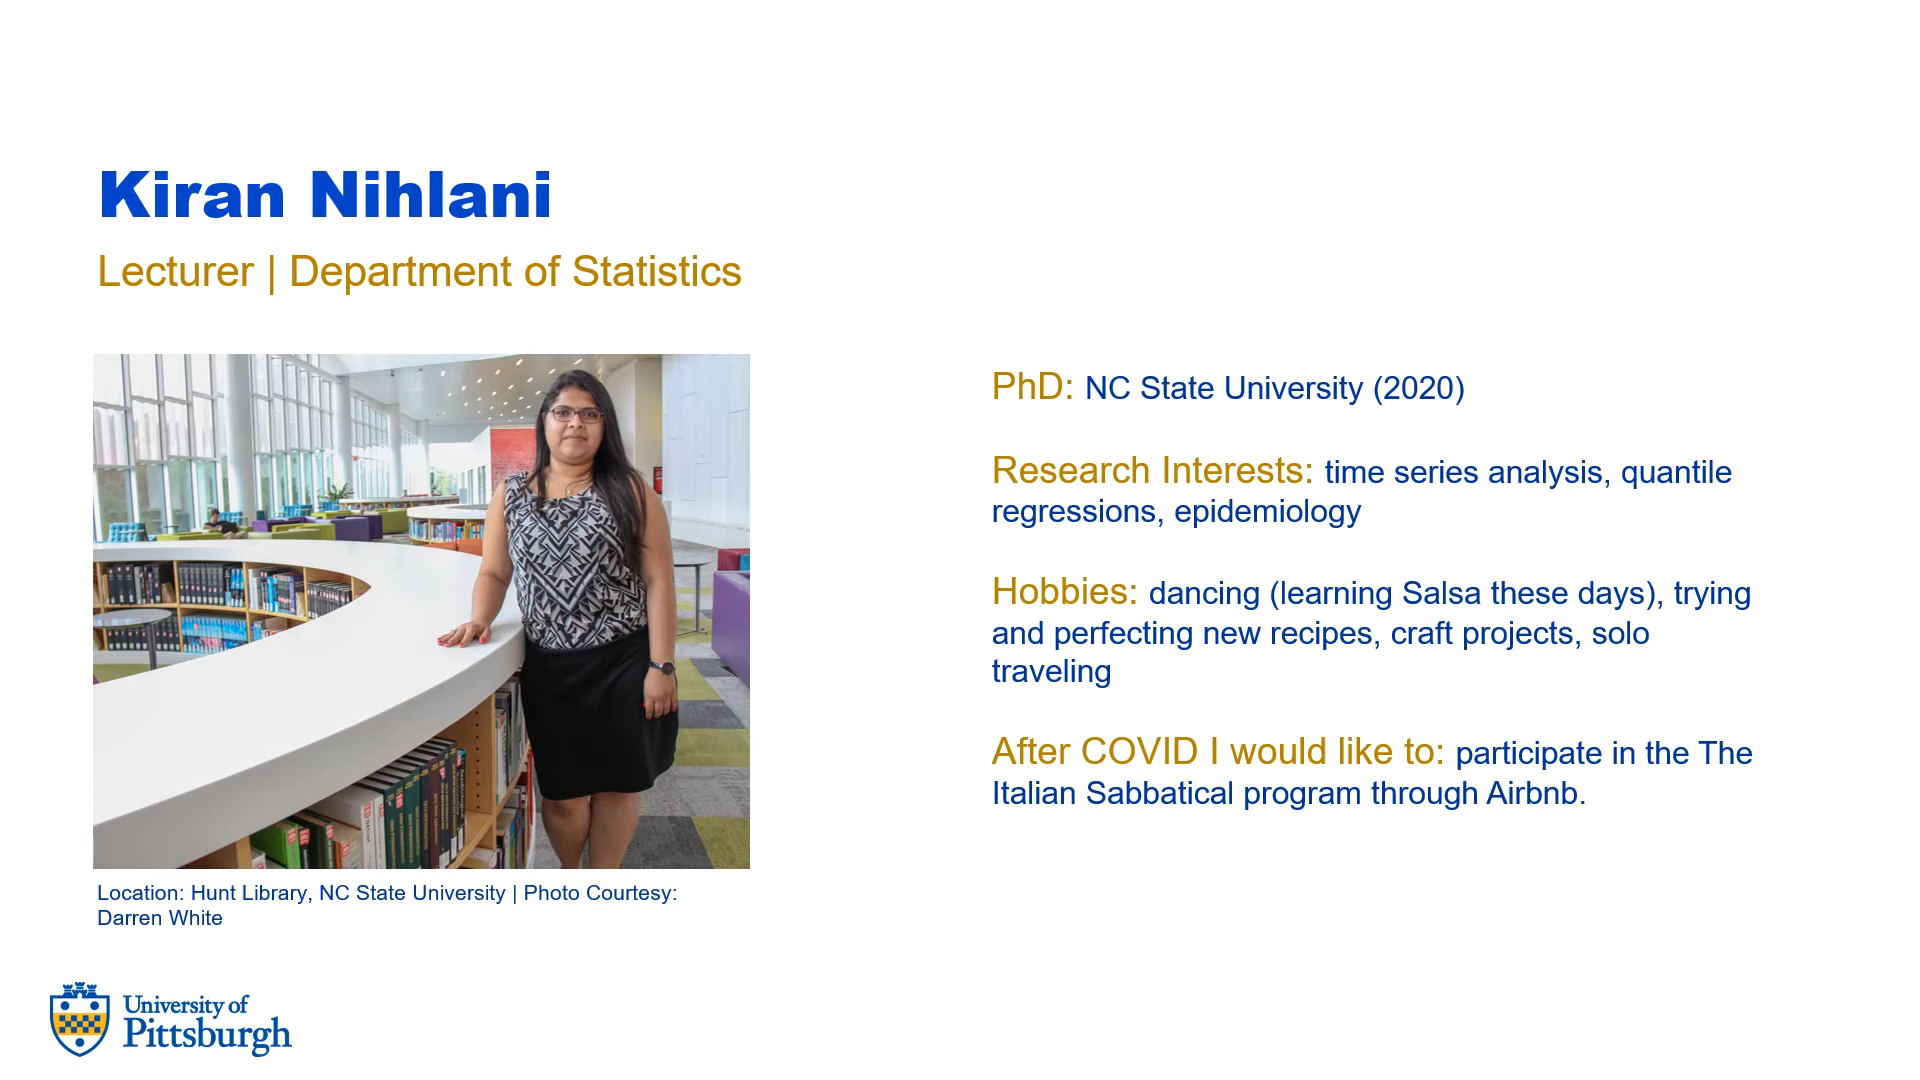 Kiran Nihlani
Lecturer | Department of Statistics
PhD: NC State University (2020)
Research Interests: time series analysis, quantile
regressions, epidemiology
Hobbies: dancing (learning Salsa these days), trying
and perfecting new recipes, craft projects, solo
traveling
After COVID I would like to: participate in the The
Italian Sabbatical program through Airbnb.
Location: Hunt Library, NC State University | Photo Courtesy:
Darren White
University of
Pittsburgh